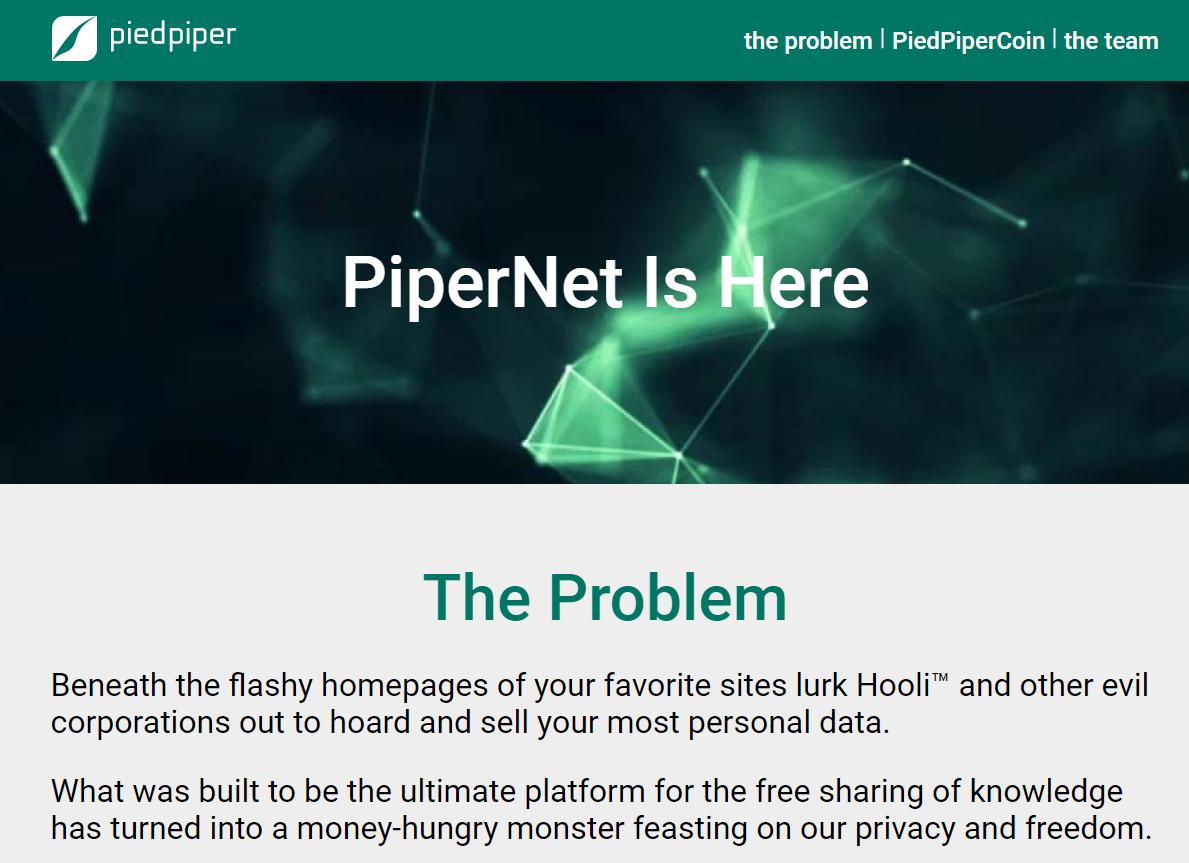 piedpiper
the problem | PiedPiperCoin | the team
PiperNet Is Here
The Problem
Beneath the flashy homepages of your favorite sites lurk Hooli™ and other evil
corporations out to hoard and sell your most personal data.
What was built to be the ultimate platform for the free sharing of knowledge
has turned into a money-hungry monster feasting on our privacy and freedom.